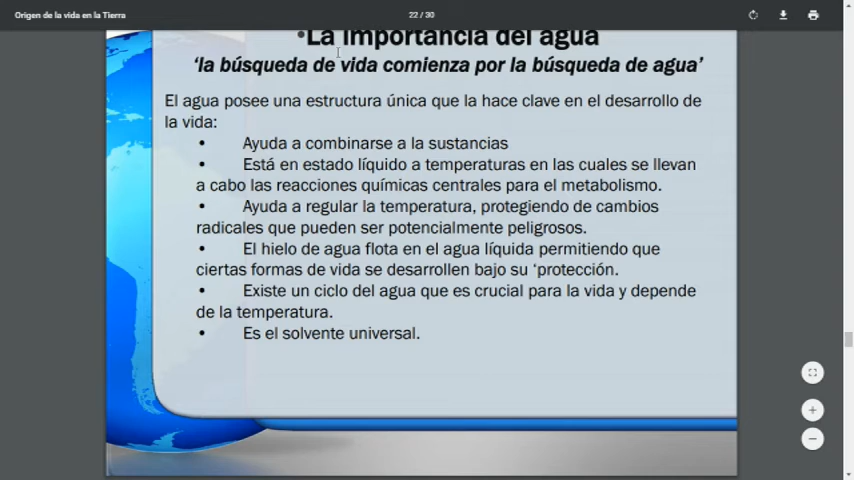 Origen de la vida en la Tierra
22 / 30
•La importancia del agua
‘la búsqueda de vida comienza por la búsqueda de agua’
El agua posee una estructura única que la hace clave en el desarrollo de
la vida:
• Ayuda a combinarse a la sustancias
• Está en estado líquido a temperaturas en las cuales se llevan
a cabo las reacciones químicas centrales para el metabolismo.
• Ayuda a regular la temperatura, protegiendo de cambios
radicales que pueden ser potencialmente peligrosos.
• El hielo de agua flota en el agua líquida permitiendo que
ciertas formas de vida se desarrollen bajo su ‘protección.
• Existe un ciclo del agua que es crucial para la vida y depende
de la temperatura.
• Es el solvente universal.